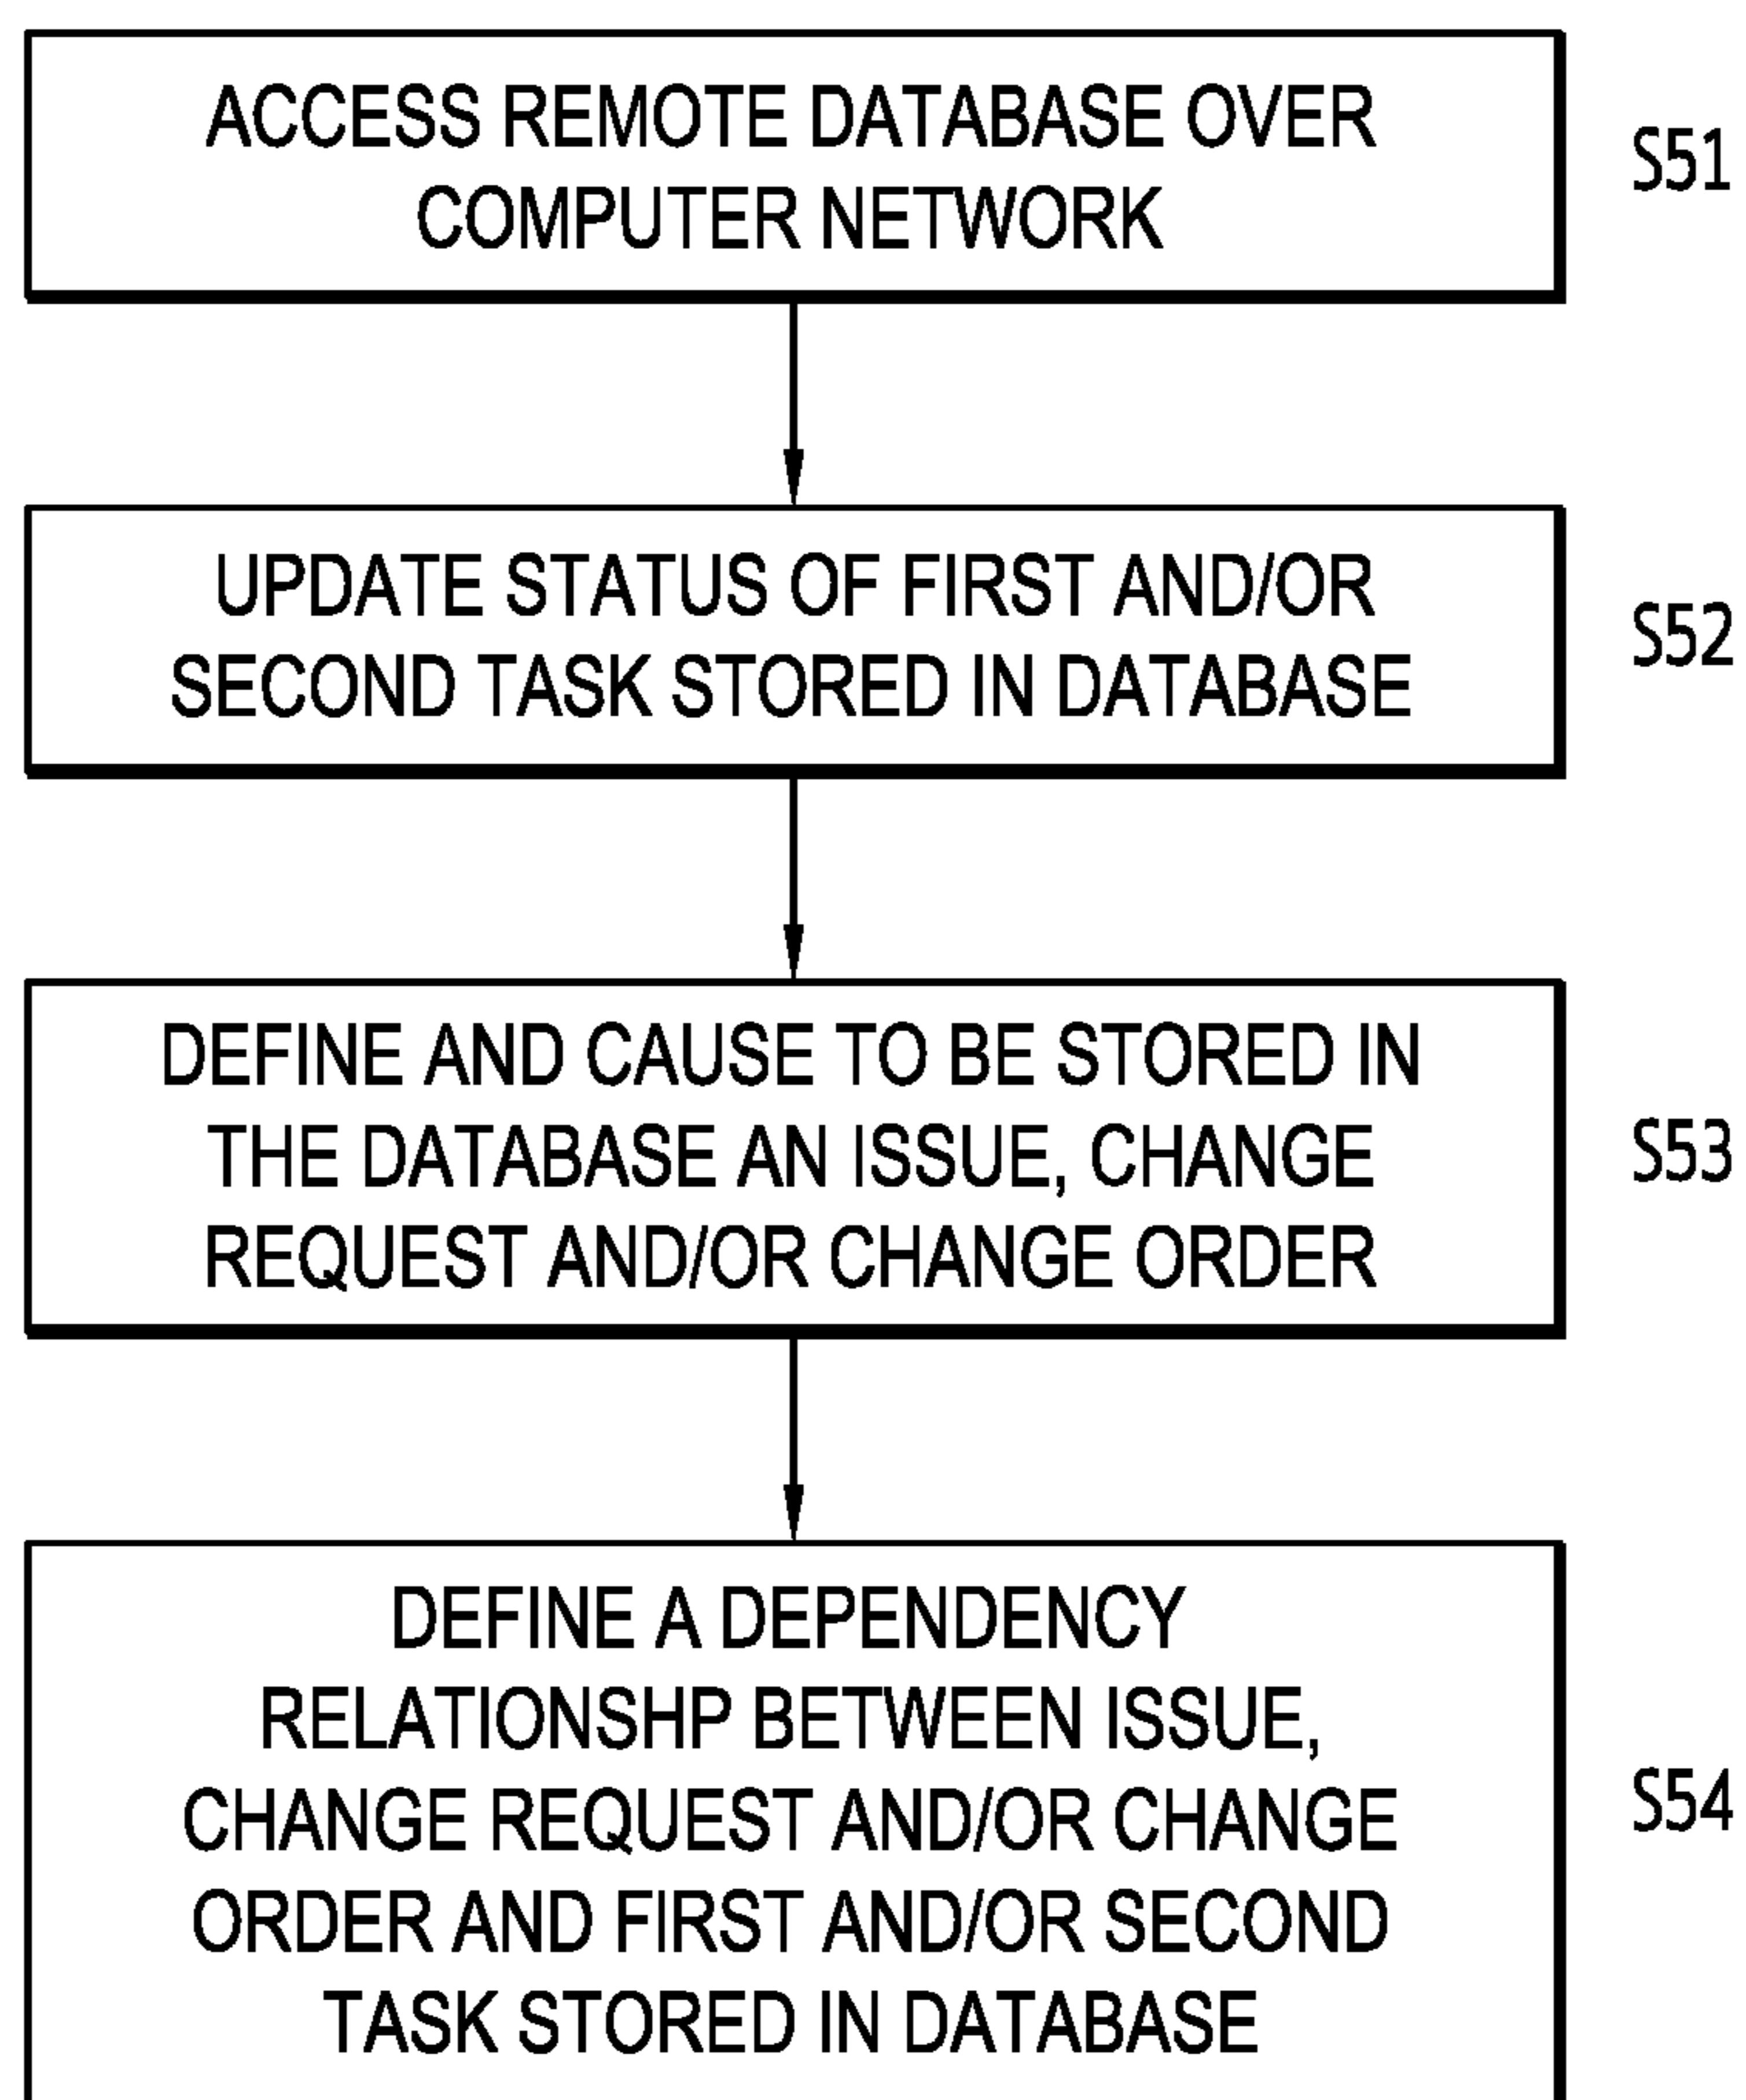 ACCESS REMOTE DATABASE OVER
COMPUTER NETWORK
S51
UPDATE STATUS OF FIRST AND/OR
SECOND TASK STORED IN DATABASE
S52
DEFINE AND CAUSE TO BE STORED IN
THE DATABASE AN ISSUE, CHANGE
REQUEST AND/OR CHANGE ORDER
S53
DEFINE A DEPENDENCY
RELATIONSHP BETWEEN ISSUE,
CHANGE REQUEST AND/OR CHANGE
ORDER AND FIRST AND/OR SECOND
TASK STORED IN DATABASE
S54